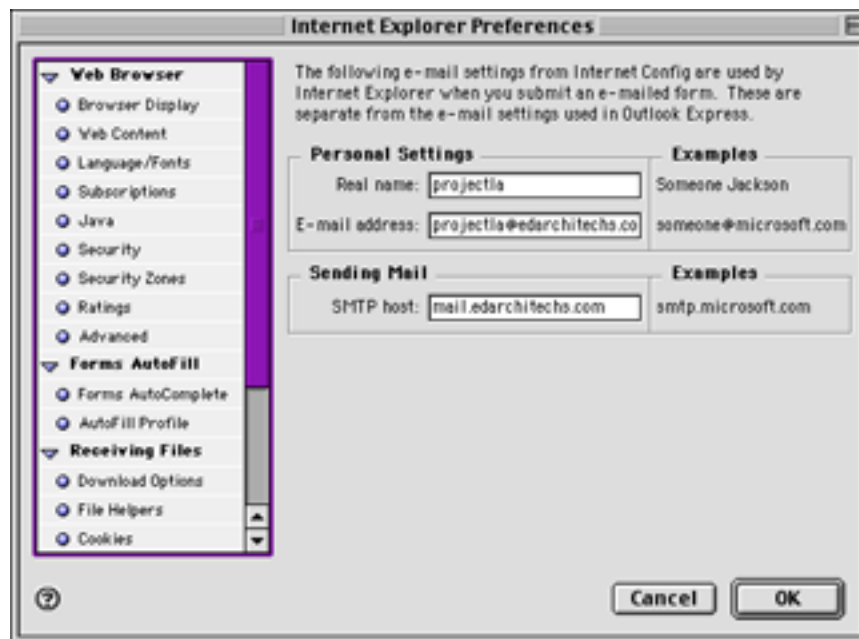 Internet Explorer Preferences
Web Browser
Browser Display
Web Content
Language/Fonts
Subscriptions
Java
Security
Security Zones
Ratings
Advanced
Forms AutoFill
Forms AutoComplete
AutoFill Profile
Receiving Files
Download Options
File Helpers
Cookies
The following e-mail settings from Internet Config are used by
Internet Explorer when you submit an e-mailed form. These are
separate from the e-mail settings used in Outlook Express.
Personal Settings Examples
Real name: projectla Someone Jackson
E-mail address: projectla@edarchitechs.co someone@microsoft.com
Sending Mail Examples
SMTP host: mail.edarchitechs.com smtp.microsoft.com
?
Cancel OK